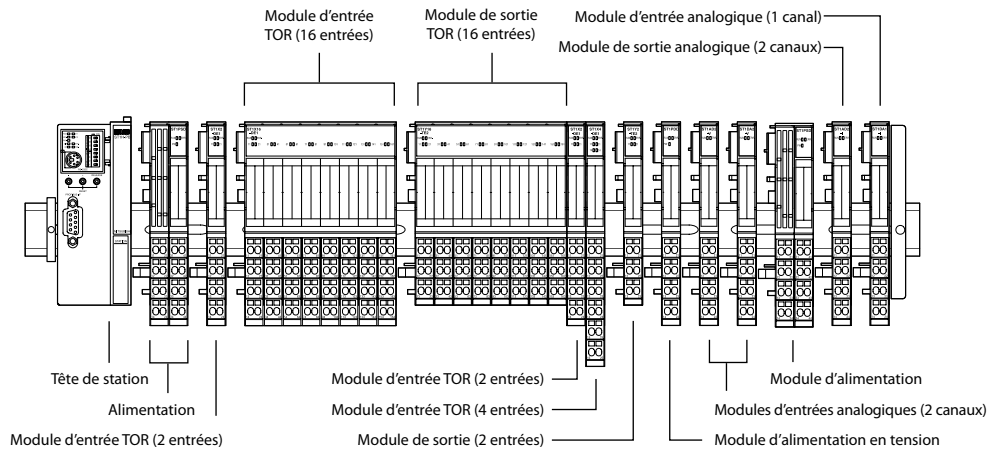 Module d'entrée
TOR (16 entrées)
Module de sortie
TOR (16 entrées)
Module d'entrée analogique (1 canal)
Module de sortie analogique (2 canaux)
Tête de station
Alimentation
Module d'entrée TOR (2 entrées)
Module d'entrée TOR (2 entrées)
Module d'entrée TOR (4 entrées)
Module de sortie (2 entrées)
Module d'alimentation
Modules d'entrées analogiques (2 canaux)
Module d'alimentation en tension